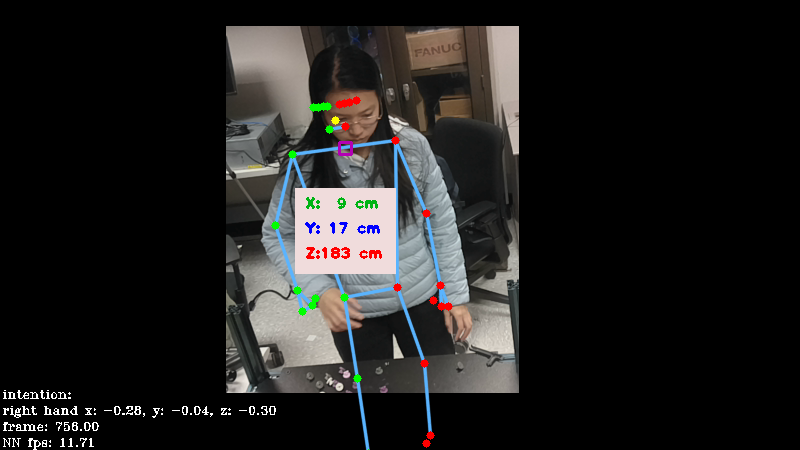 FANUC
X: 9 cm
Y: 17 cm
Z:183 cm
intention:
right hand x: -0.28, y: -0.04, z: -0.30
frame: 756.00
NN fps: 11.71